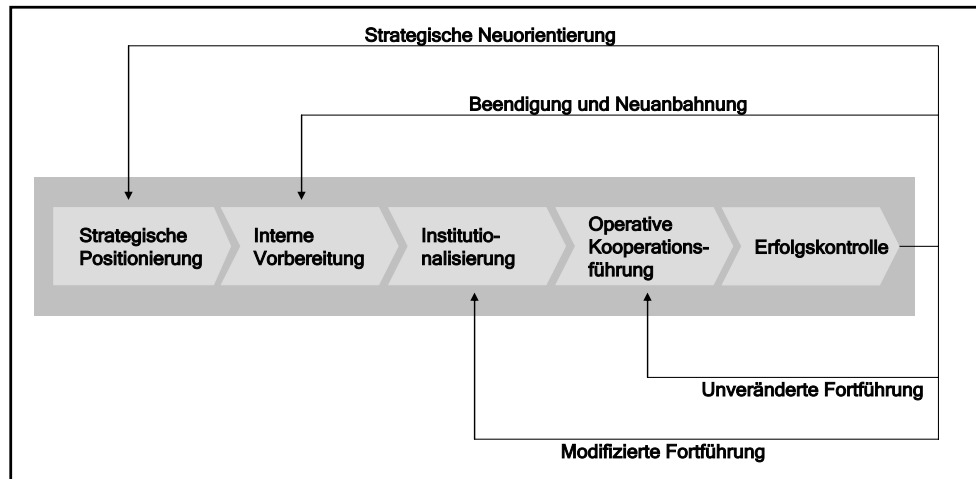 Strategische Neuorientierung
Beendigung und Neuanbahnung
Strategische
Positionierung
Interne
Vorbereitung
Institutio-
nalisierung
Operative
Kooperations-
führung
Erfolgskontrolle
Unveränderte Fortführung
Modifizierte Fortführung